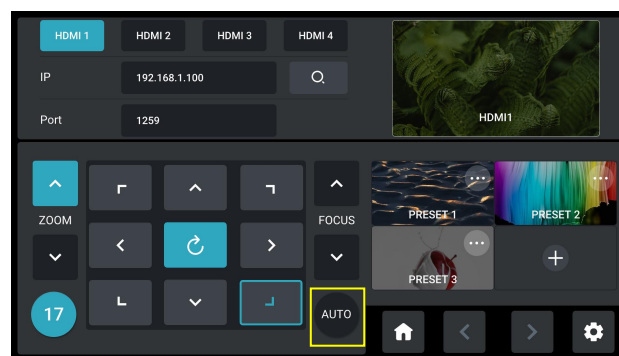 HDMI 1
HDMI 2
HDMI 3
HDMI 4
IP
192.168.1.100
Port
1259
HDMI1
ZOOM
17
FOCUS
AUTO
PRESET 1
PRESET 2
PRESET 3